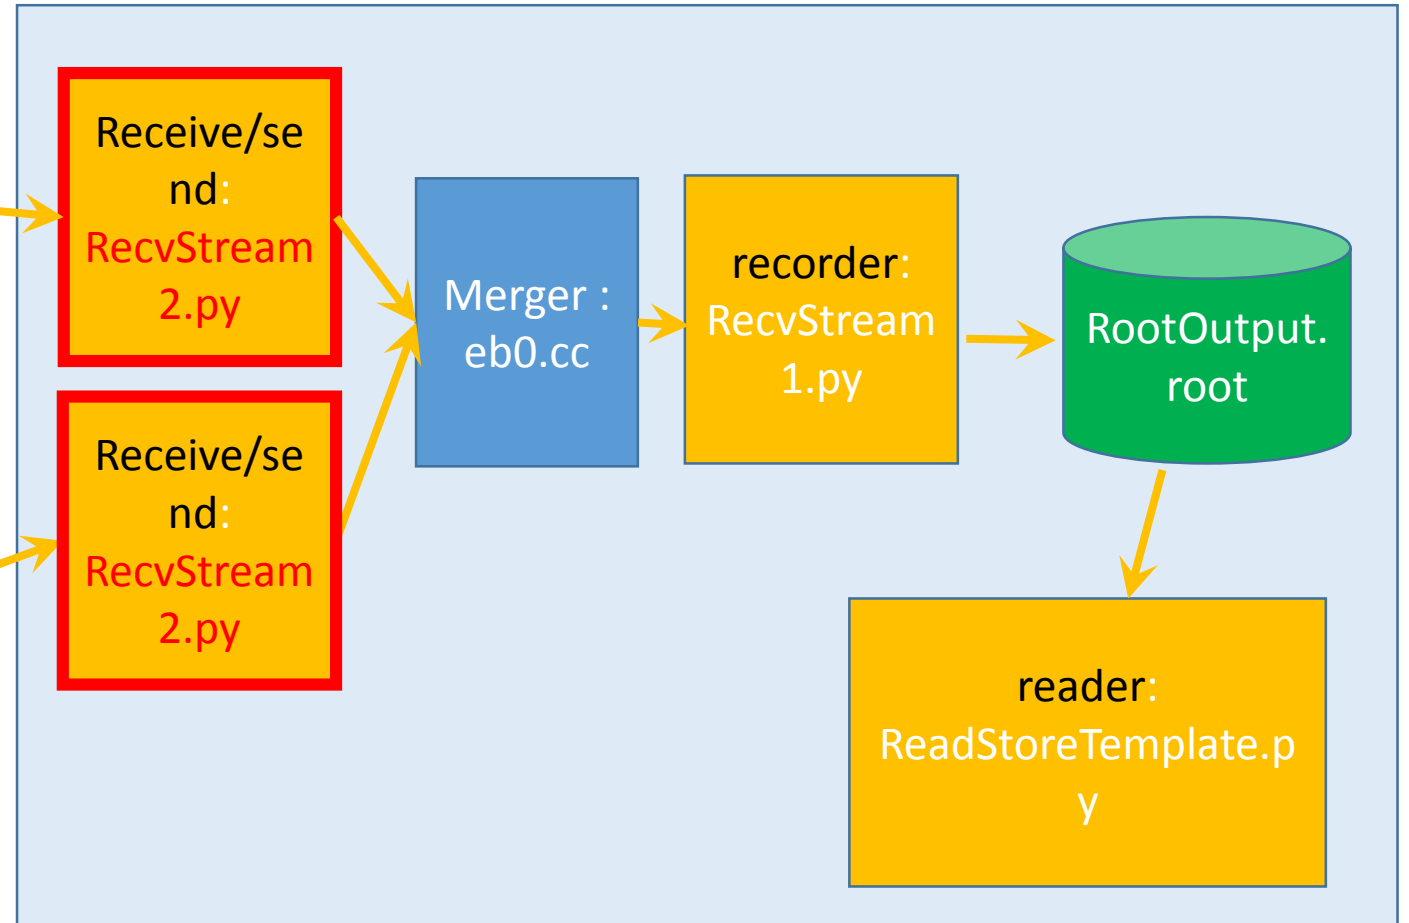 Receive/se
nd:
RecvStream
2.py
Receive/se
nd:
RecvStream
2.py
Merger :
eb0.cc
recorder:
RecvStream
1.py
RootOutput.
root
reader:
ReadStoreTemplate.p
y